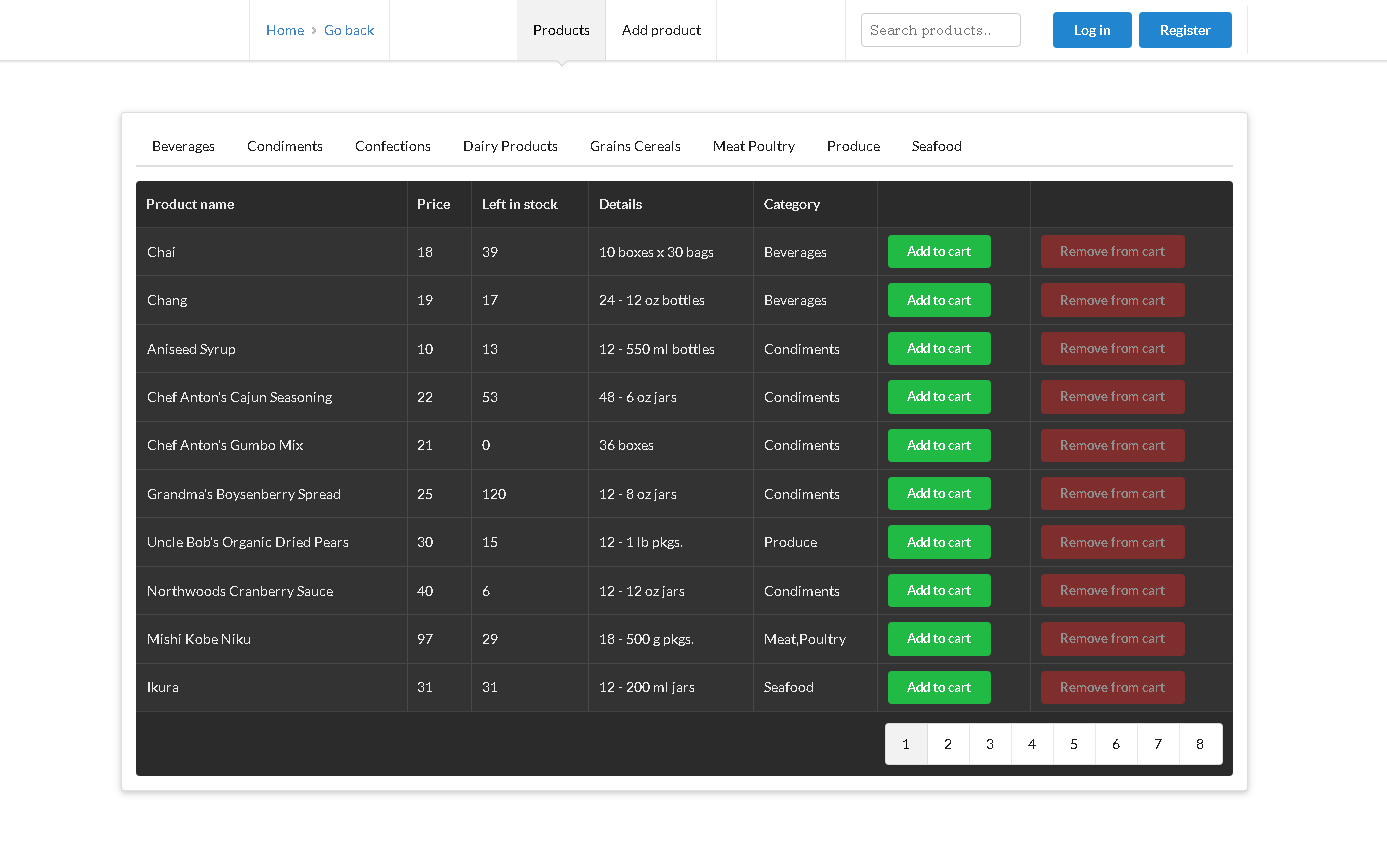 Home › Go back Products Add product Search products.. Log in Register
Beverages Condiments Confections Dairy Products Grains Cereals Meat Poultry Produce Seafood
Product name Price Left in stock Details Category
Chai 18 39 10 boxes x 30 bags Beverages Add to cart Remove from cart
Chang 19 17 24 - 12 oz bottles Beverages Add to cart Remove from cart
Aniseed Syrup 10 13 12 - 550 ml bottles Condiments Add to cart Remove from cart
Chef Anton's Cajun Seasoning 22 53 48 - 6 oz jars Condiments Add to cart Remove from cart
Chef Anton's Gumbo Mix 21 0 36 boxes Condiments Add to cart Remove from cart
Grandma's Boysenberry Spread 25 120 12 - 8 oz jars Condiments Add to cart Remove from cart
Uncle Bob's Organic Dried Pears 30 15 12 - 1 lb pkgs. Produce Add to cart Remove from cart
Northwoods Cranberry Sauce 40 6 12 - 12 oz jars Condiments Add to cart Remove from cart
Mishi Kobe Niku 97 29 18 - 500 g pkgs. Meat,Poultry Add to cart Remove from cart
Ikura 31 31 12 - 200 ml jars Seafood Add to cart Remove from cart
1 2 3 4 5 6 7 8